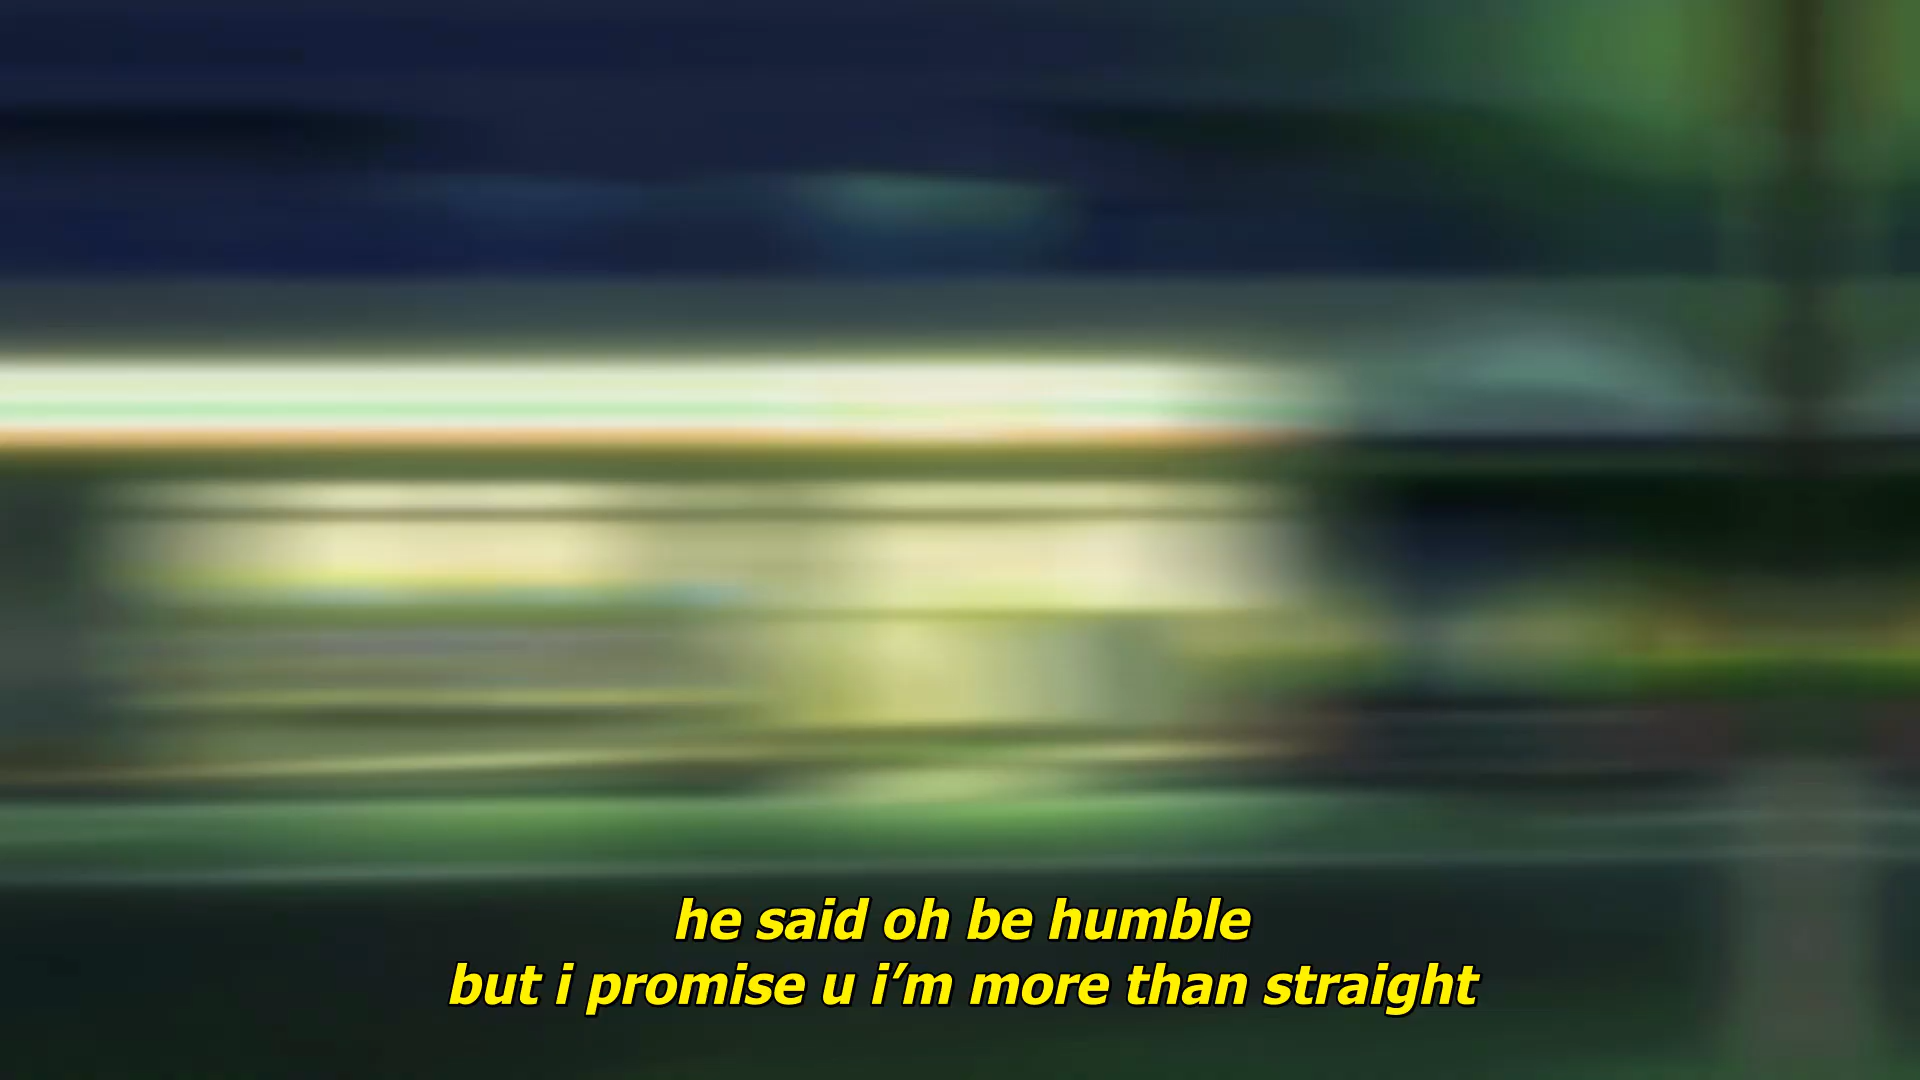 he said oh be humble
but i promise u i’m more than straight